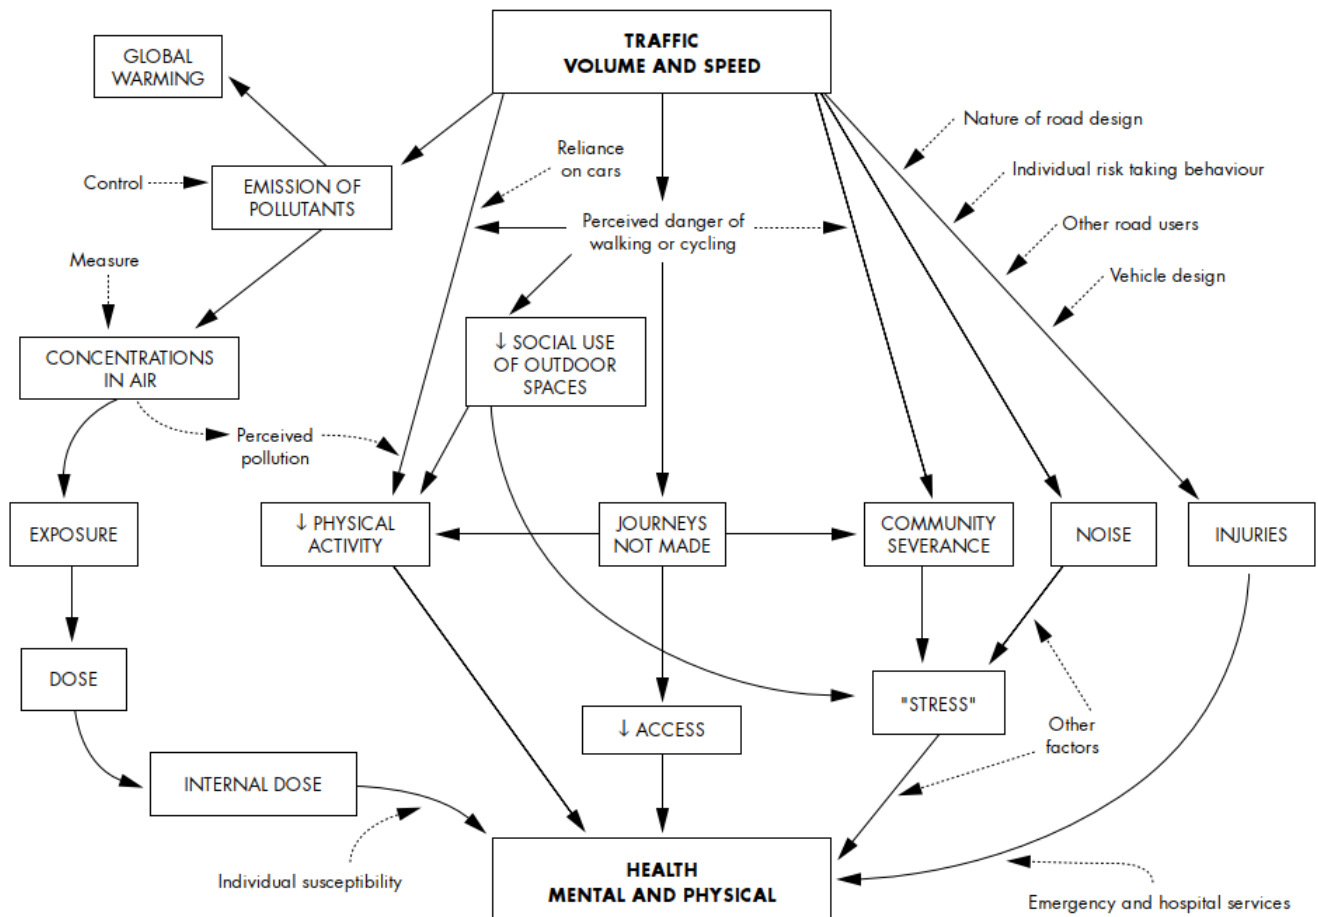 TRAFFIC
VOLUME AND SPEED
GLOBAL
WARMING
Nature of road design
Reliance
on cars
Individual risk taking behaviour
Control
EMISSION OF
POLLUTANTS
Perceived danger of
walking or cycling
Other road users
Measure
Vehicle design
CONCENTRATIONS
IN AIR
↓ SOCIAL USE
OF OUTDOOR
SPACES
Perceived
pollution
EXPOSURE
↓ PHYSICAL
ACTIVITY
JOURNEYS
NOT MADE
COMMUNITY
SEVERANCE
NOISE
INJURIES
DOSE
"STRESS"
↓ ACCESS
Other
factors
INTERNAL DOSE
HEALTH
MENTAL AND PHYSICAL
Individual susceptibility
Emergency and hospital services